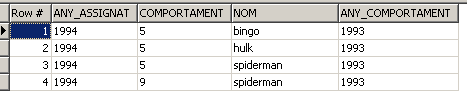 Row # ANY_ASSIGNAT COMPORTAMENT NOM ANY_COMPORTAMENT
1 1994 5 bingo 1993
2 1994 5 hulk 1993
3 1994 5 spiderman 1993
4 1994 9 spiderman 1993